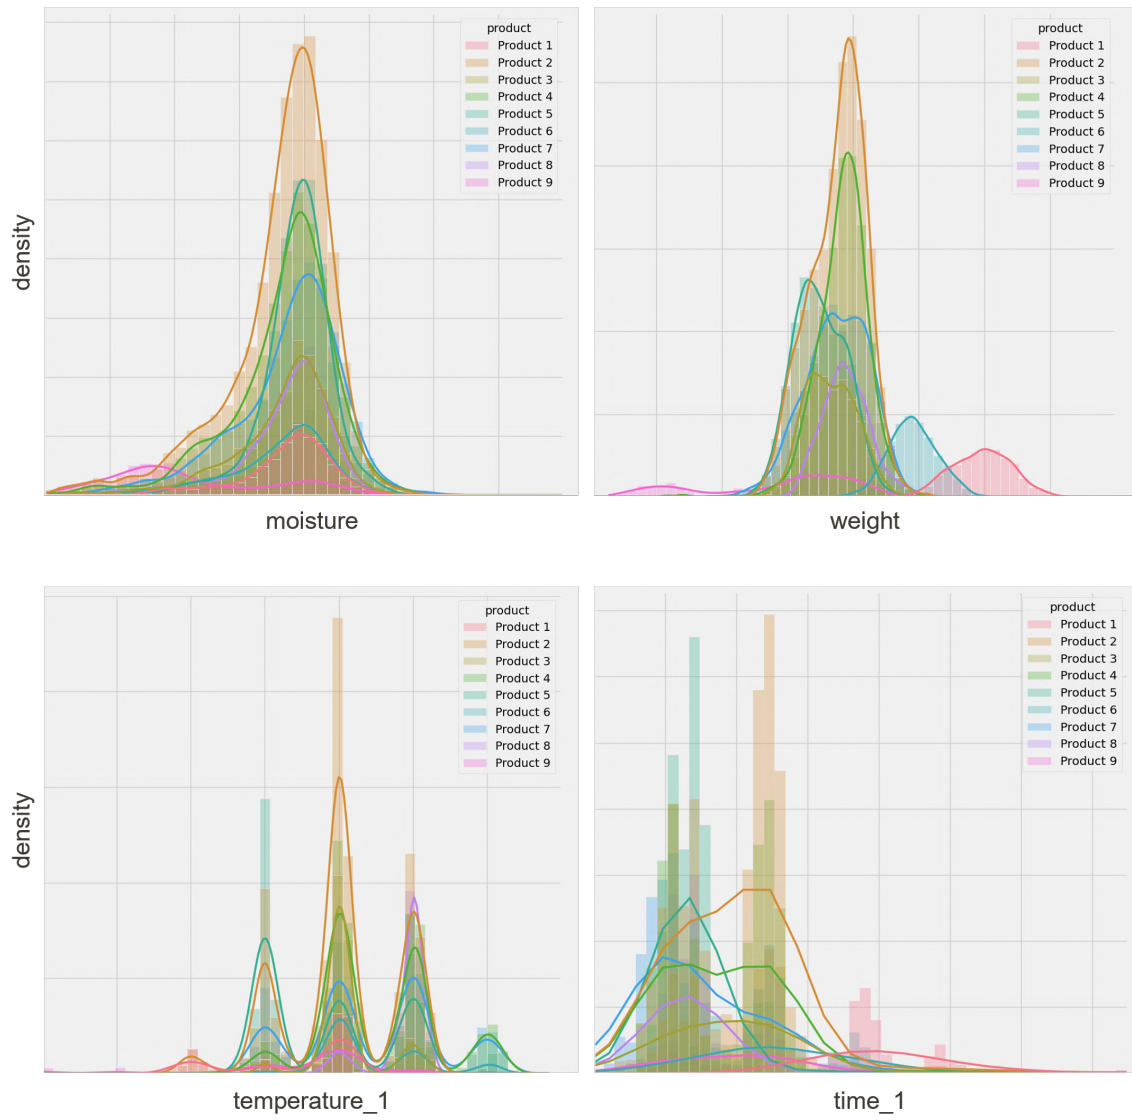 product
Product 1
Product 2
Product 3
Product 4
Product 5
Product 6
Product 7
Product 8
Product 9
density
moisture
product
Product 1
Product 2
Product 3
Product 4
Product 5
Product 6
Product 7
Product 8
Product 9
weight
product
Product 1
Product 2
Product 3
Product 4
Product 5
Product 6
Product 7
Product 8
Product 9
density
temperature_1
product
Product 1
Product 2
Product 3
Product 4
Product 5
Product 6
Product 7
Product 8
Product 9
time_1